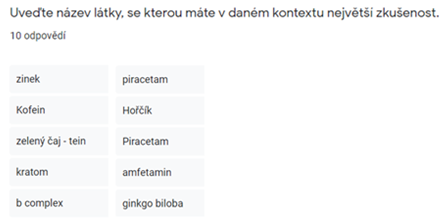 Uveďte název látky, se kterou máte v daném kontextu největší zkušenost.
10 odpovědí
zinek
piracetam
Kofein
Hořčík
zelený čaj - tein
Piracetam
kratom
amfetamin
b complex
ginkgo biloba